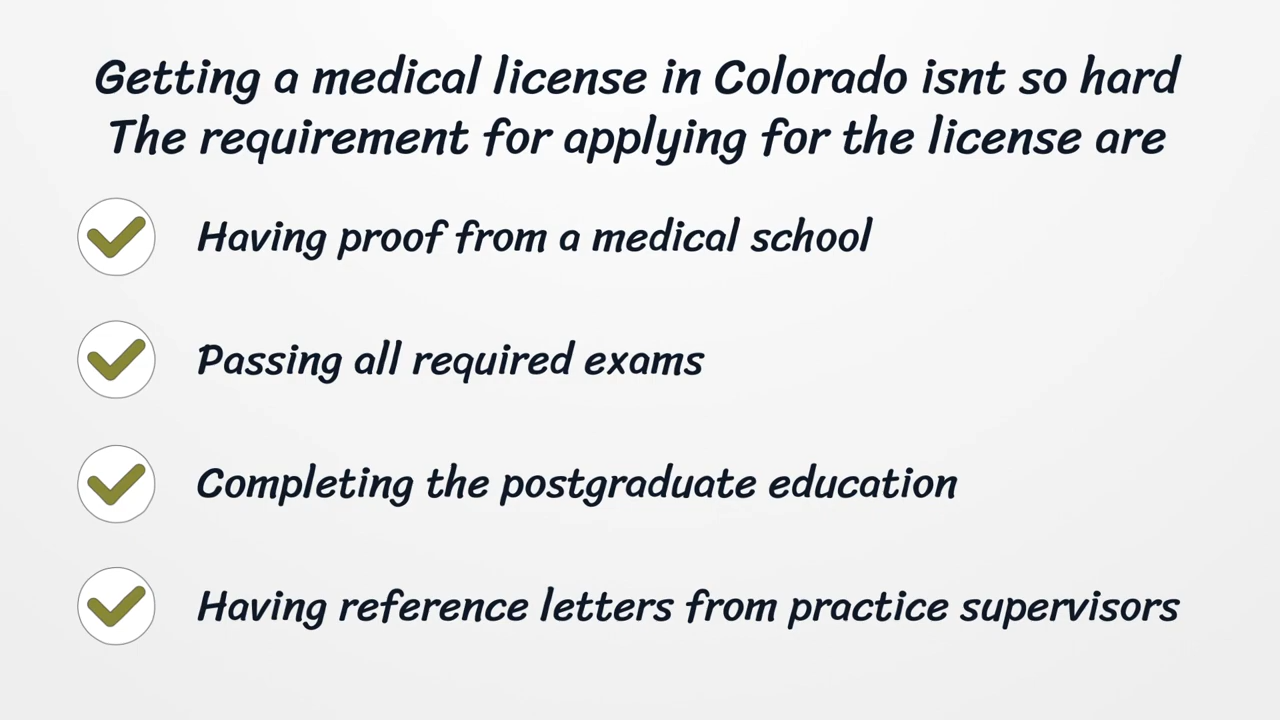 Getting a medical license in Colorado isnt so hard
The requirement for applying for the license are
Having proof from a medical school
Passing all required exams
Completing the postgraduate education
Having reference letters from practice supervisors